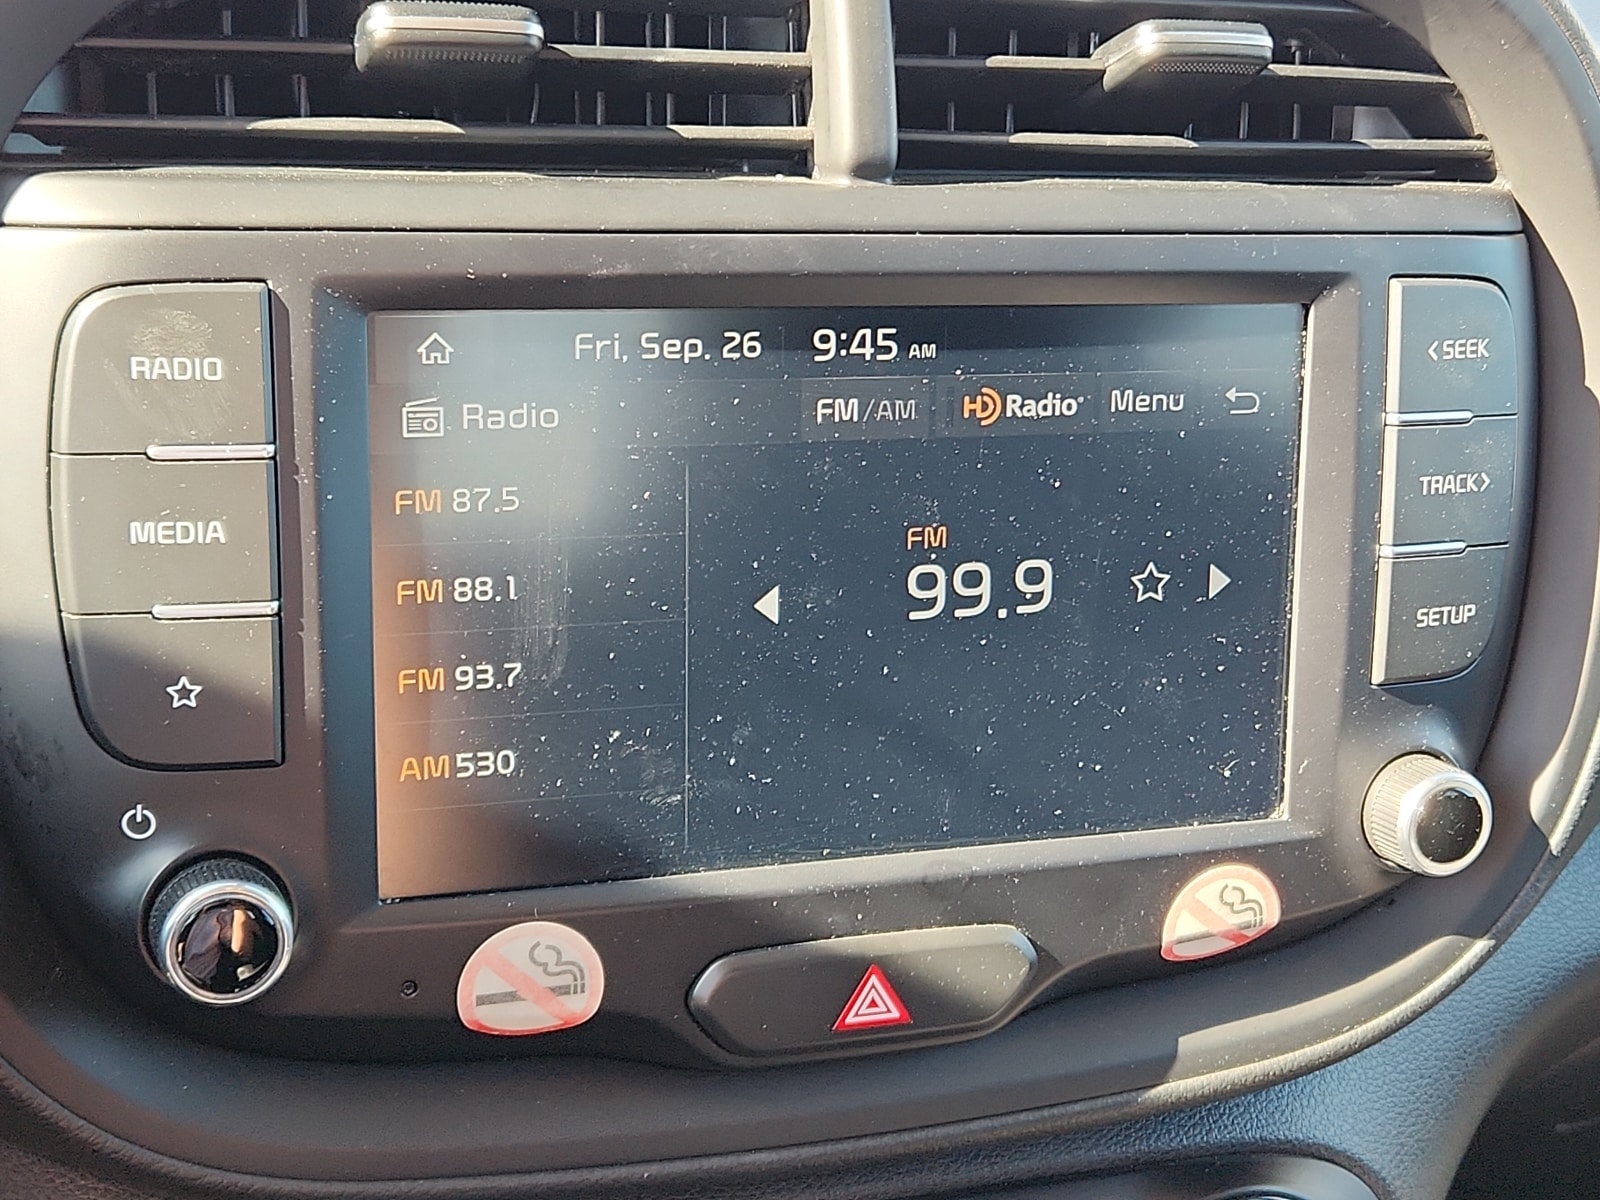 RADIO
MEDIA
Fri, Sep. 26 9:45 AM
Radio FM/AM HD Radio Menu
FM 87.5
FM 88.1
FM 93.7
AM 530
FM
99.9
<SEEK
TRACK>
SETUP